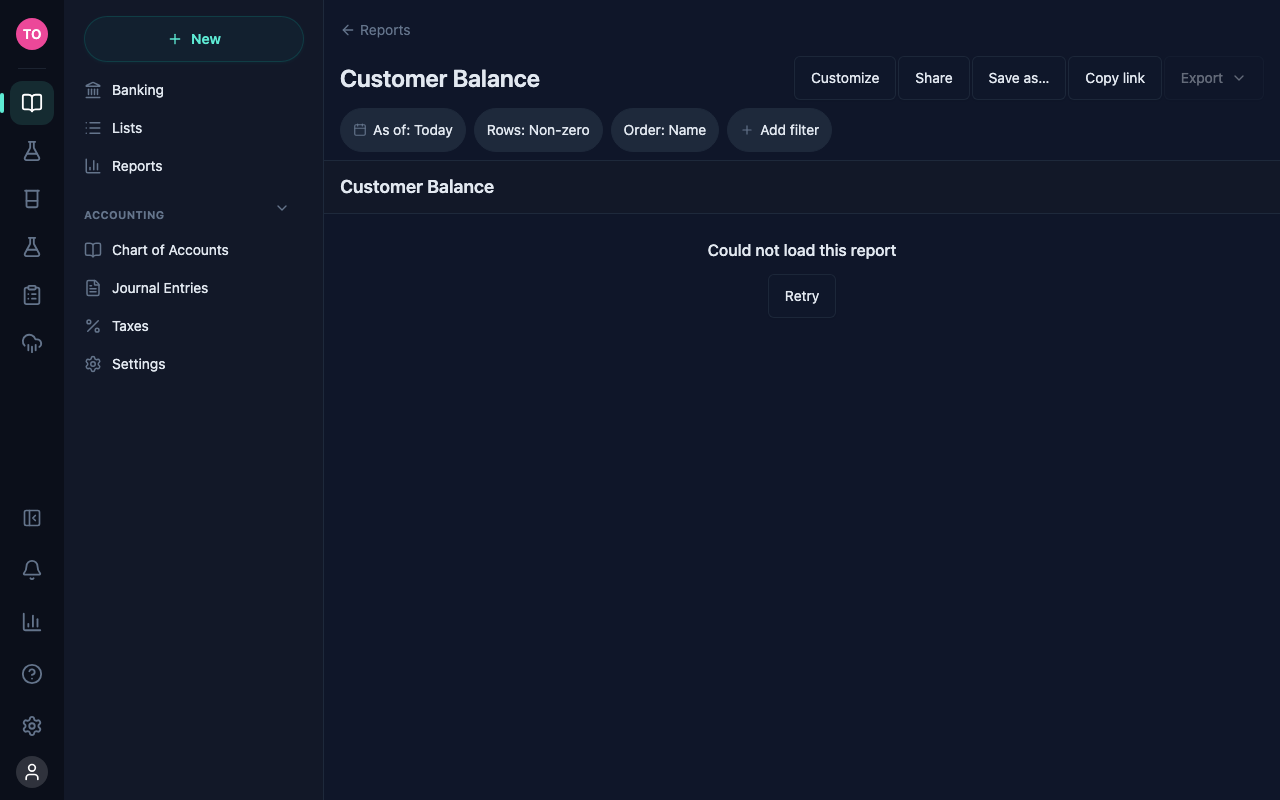 TO
New
Banking
Lists
Reports
ACCOUNTING
Chart of Accounts
Journal Entries
Taxes
Settings
Reports
Customer Balance
Customize
Share
Save as...
Copy link
Export
As of: Today
Rows: Non-zero
Order: Name
Add filter
Customer Balance
Could not load this report
Retry